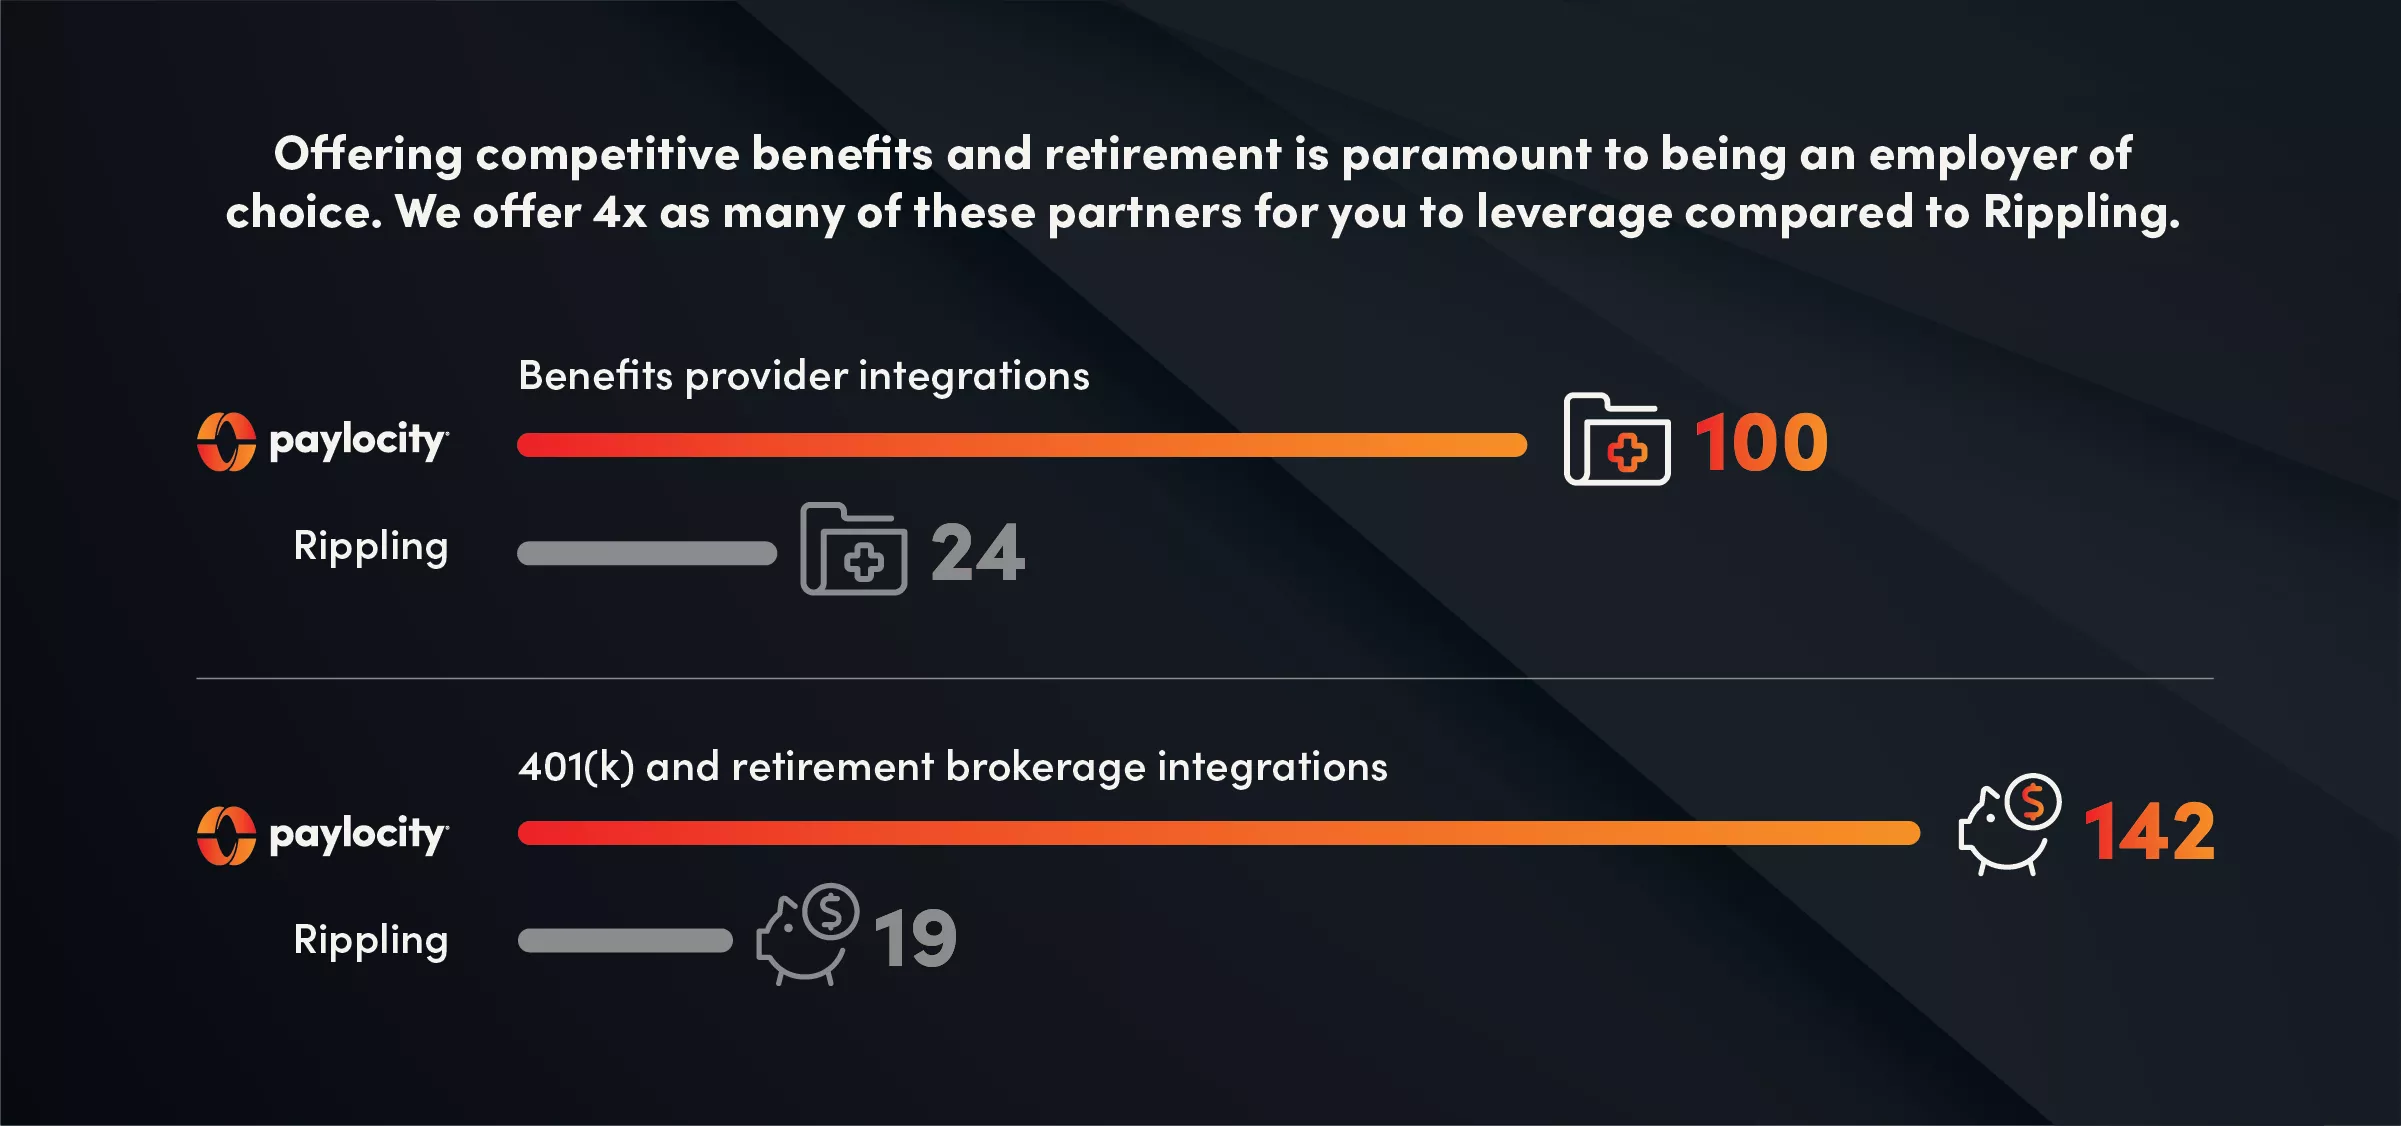 Offering competitive benefits and retirement is paramount to being an employer of
choice. We offer 4x as many of these partners for you to leverage compared to Rippling.
Benefits provider integrations
paylocity
100
Rippling
24
401(k) and retirement brokerage integrations
paylocity
$
142
Rippling
$
19